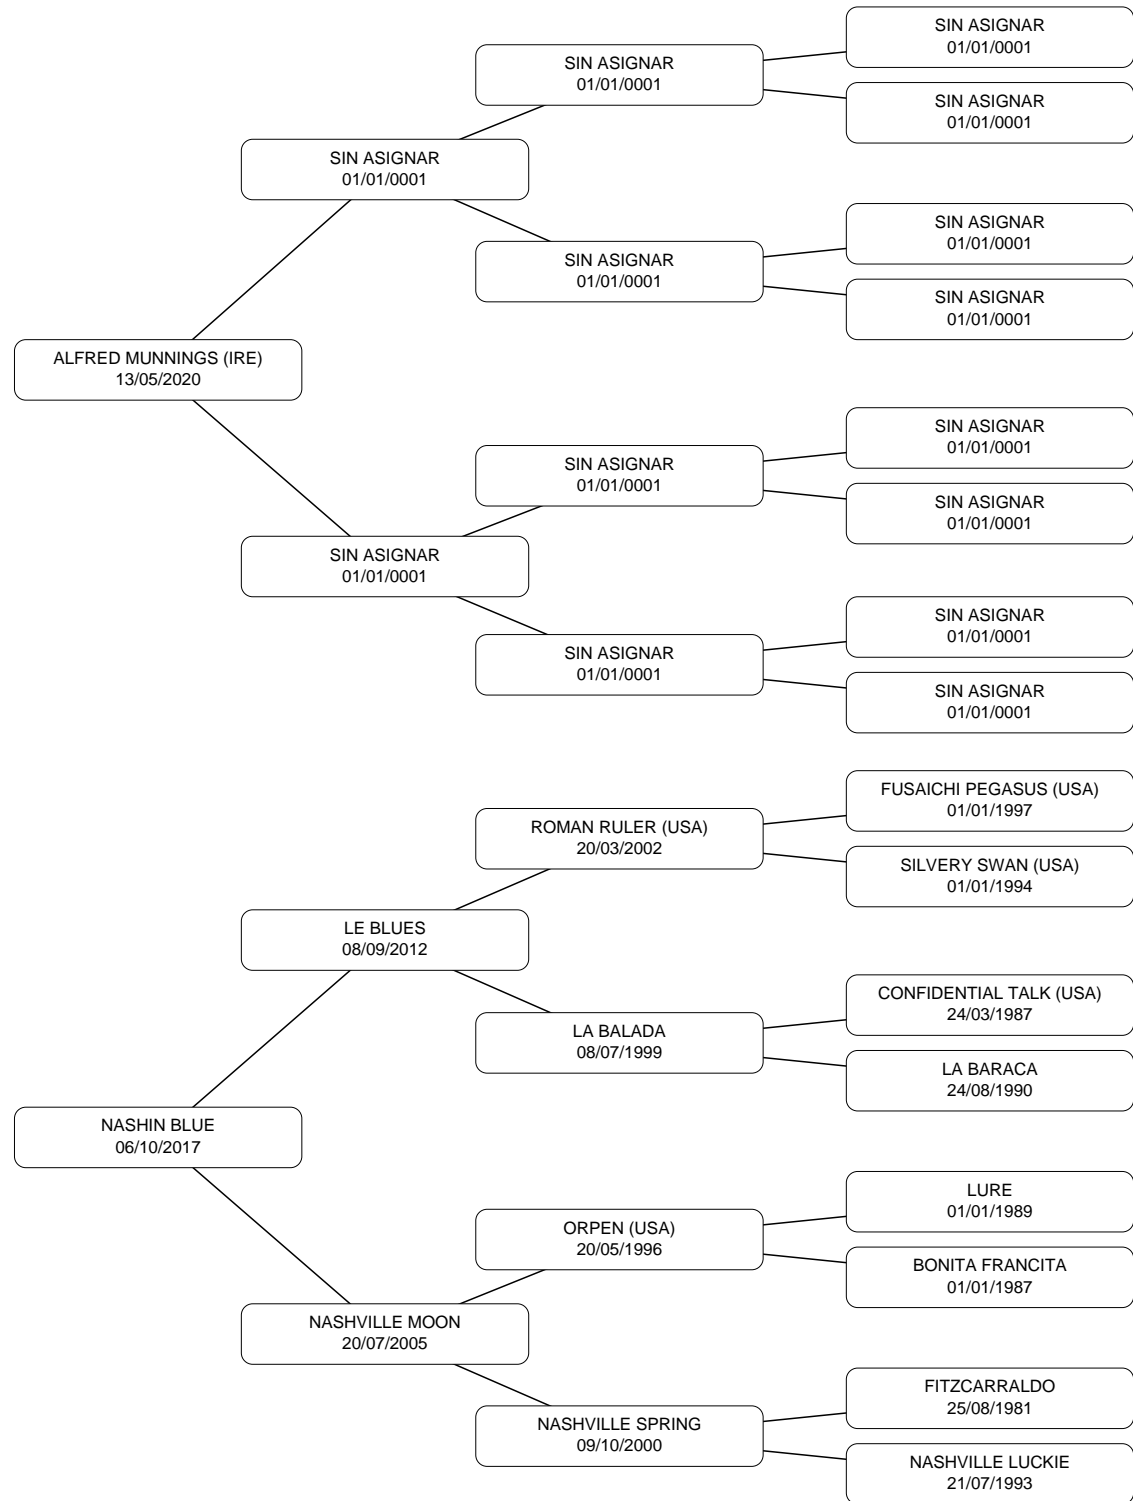 SIN ASIGNAR
01/01/0001
SIN ASIGNAR
01/01/0001
SIN ASIGNAR
01/01/0001
SIN ASIGNAR
01/01/0001
SIN ASIGNAR
01/01/0001
SIN ASIGNAR
01/01/0001
SIN ASIGNAR
01/01/0001
ALFRED MUNNINGS (IRE)
13/05/2020
SIN ASIGNAR
01/01/0001
SIN ASIGNAR
01/01/0001
SIN ASIGNAR
01/01/0001
SIN ASIGNAR
01/01/0001
SIN ASIGNAR
01/01/0001
SIN ASIGNAR
01/01/0001
SIN ASIGNAR
01/01/0001
FUSAICHI PEGASUS (USA)
01/01/1997
ROMAN RULER (USA)
20/03/2002
SILVERY SWAN (USA)
01/01/1994
LE BLUES
08/09/2012
CONFIDENTIAL TALK (USA)
24/03/1987
LA BALADA
08/07/1999
LA BARACA
24/08/1990
NASHIN BLUE
06/10/2017
LURE
01/01/1989
ORPEN (USA)
20/05/1996
BONITA FRANCITA
01/01/1987
NASHVILLE MOON
20/07/2005
FITZCARRALDO
25/08/1981
NASHVILLE SPRING
09/10/2000
NASHVILLE LUCKIE
21/07/1993